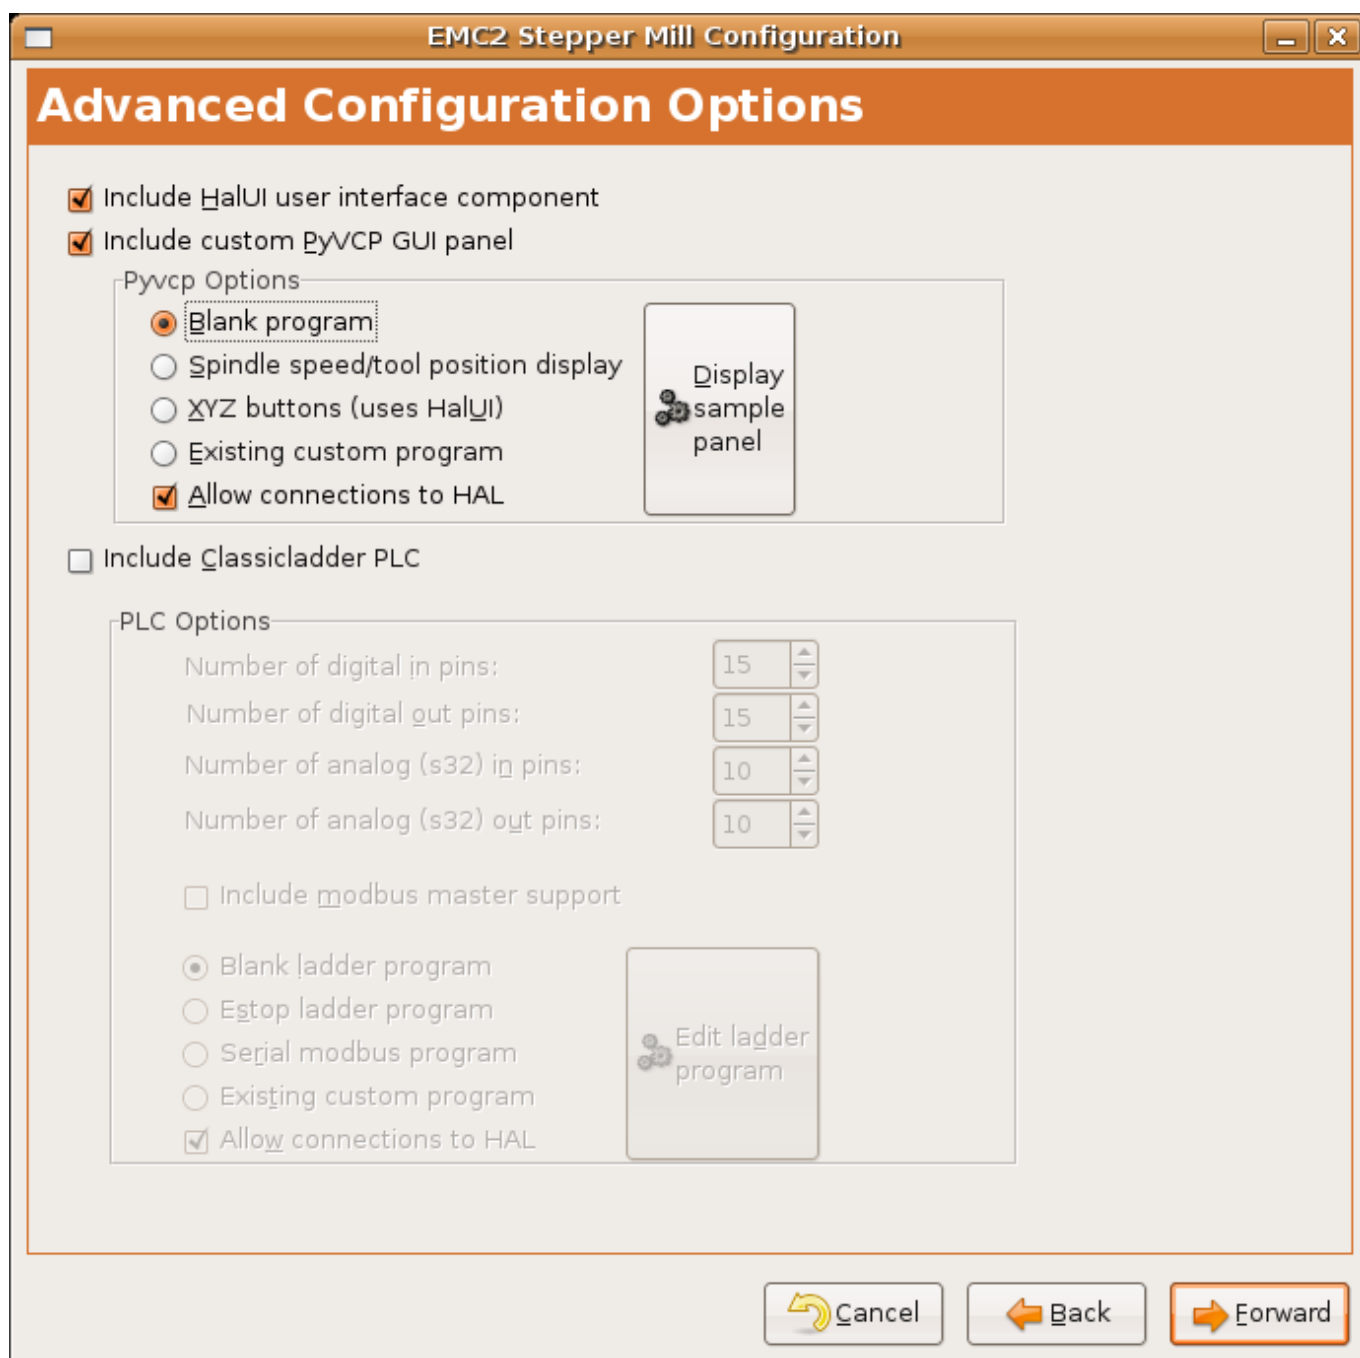 EMC2 Stepper Mill Configuration
Advanced Configuration Options
Include HalUI user interface component
Include custom PyVCP GUI panel
Pyvcp Options
Blank program
Spindle speed/tool position display
XYZ buttons (uses HalUI)
Existing custom program
Allow connections to HAL
Display
sample
panel
Include Classicladder PLC
PLC Options
Number of digital in pins: 15
Number of digital out pins: 15
Number of analog (s32) in pins: 10
Number of analog (s32) out pins: 10
Include modbus master support
Blank ladder program
Estop ladder program
Serial modbus program
Existing custom program
Allow connections to HAL
Edit ladder
program
Cancel Back Forward